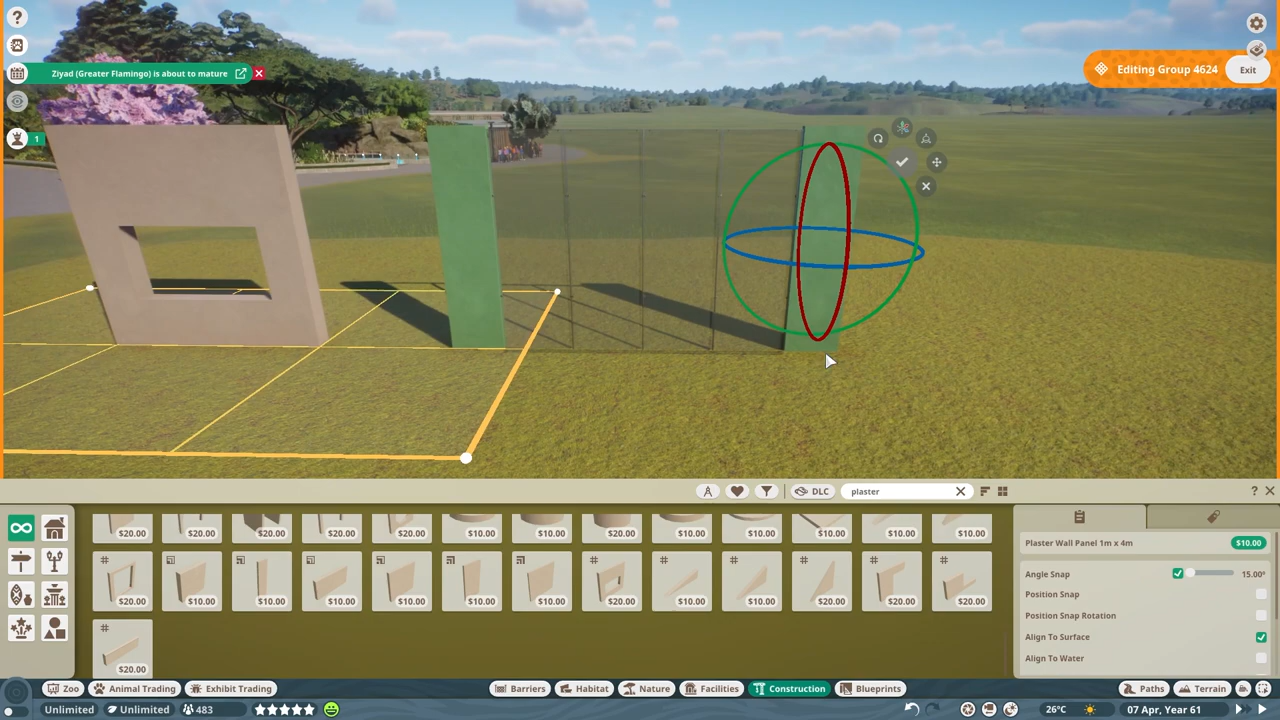 ?
Ziyad (Greater Flamingo) is about to mature
1
Editing Group 4624
Exit
DLC
plaster
?
$20.00 $20.00 $20.00 $20.00 $20.00 $10.00 $10.00 $20.00 $10.00 $10.00 $20.00 $10.00 $10.00
$20.00 $10.00 $10.00 $10.00 $10.00 $10.00 $10.00 $20.00 $10.00 $10.00 $20.00 $20.00 $20.00
$20.00
Plaster Wall Panel 1m x 4m $10.00
Angle Snap 15.00°
Position Snap
Position Snap Rotation
Align To Surface
Align To Water
Zoo Animal Trading Exhibit Trading Barriers Habitat Nature Facilities Construction Blueprints Paths Terrain
Unlimited Unlimited 483 26°C 07 Apr, Year 61